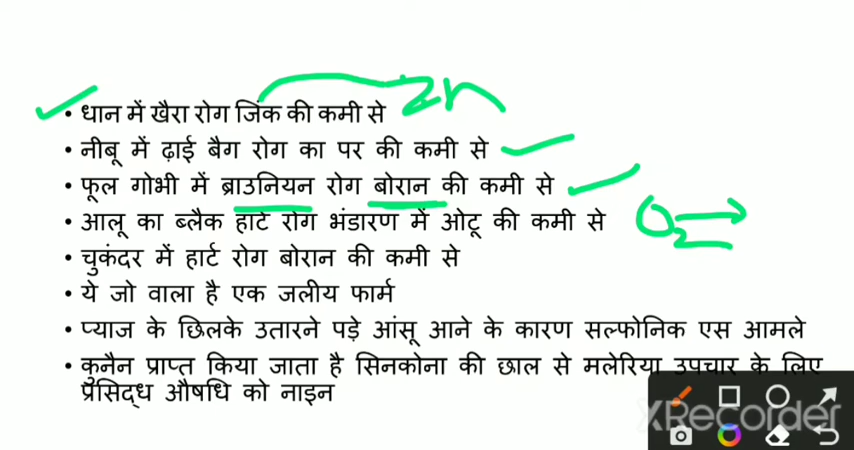 • धान में खैरा रोग जिंक की कमी से Zn
• नीबू में ढ़ाई बैग रोग का पर की कमी से
• फूल गोभी में ब्राउनियन रोग बोरान की कमी से
• आलू का ब्लैक हार्ट रोग भंडारण में ओटू की कमी से O₂
• चुकंदर में हार्ट रोग बोरान की कमी से
• ये जो वाला है एक जलीय फार्म
• प्याज के छिलके उतारने पड़े आंसू आने के कारण सल्फोनिक एस आमले
• कुनैन प्राप्त किया जाता है सिनकोना की छाल से मलेरिया उपचार के लिए
प्रसिद्ध औषधि को नाइन
XRecorder